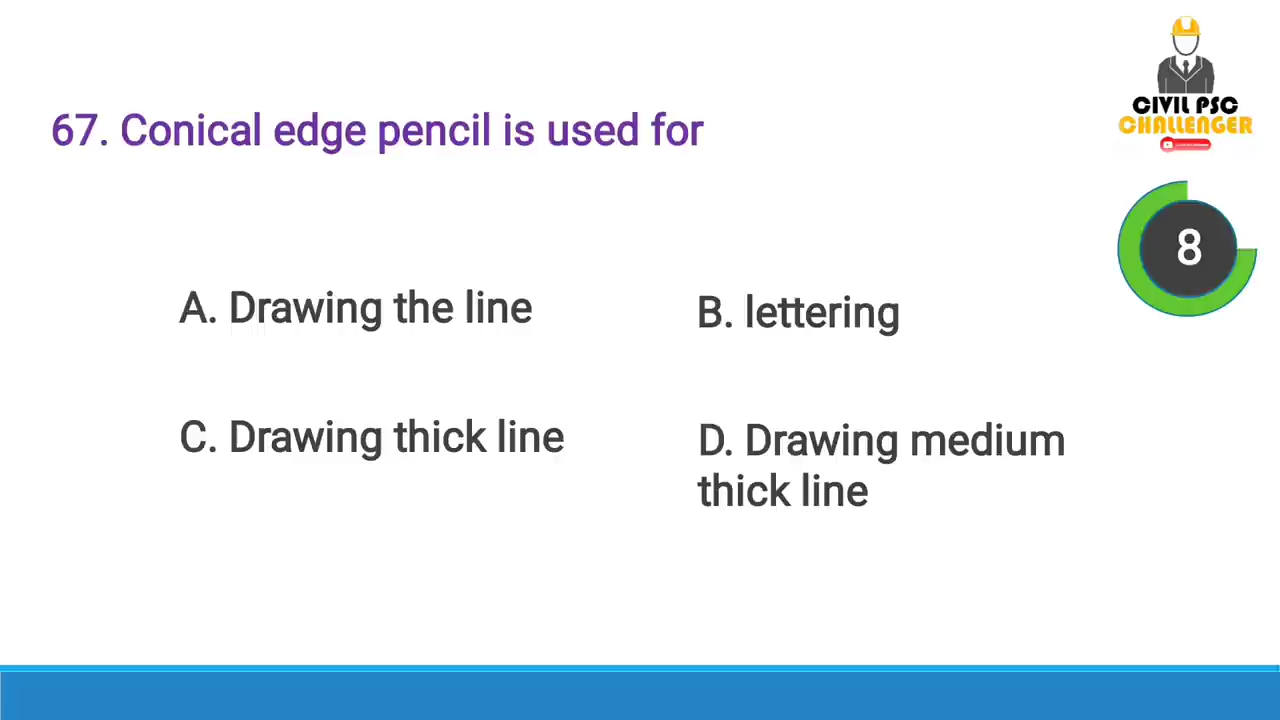 67. Conical edge pencil is used for
CIVIL PSC
CHALLENGER
8
A. Drawing the line
B. lettering
C. Drawing thick line
D. Drawing medium
thick line